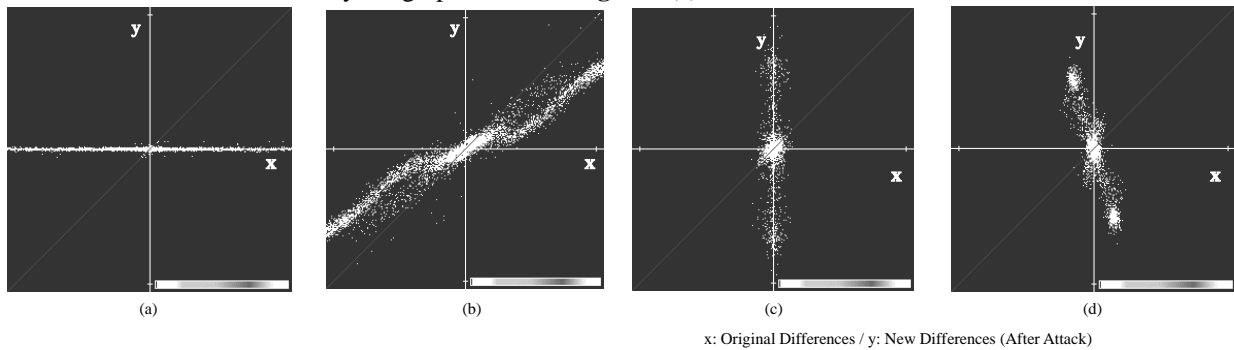 y
x
(a)
y
x
(b)
y
x
(c)
y
x
(d)
x: Original Differences / y: New Differences (After Attack)